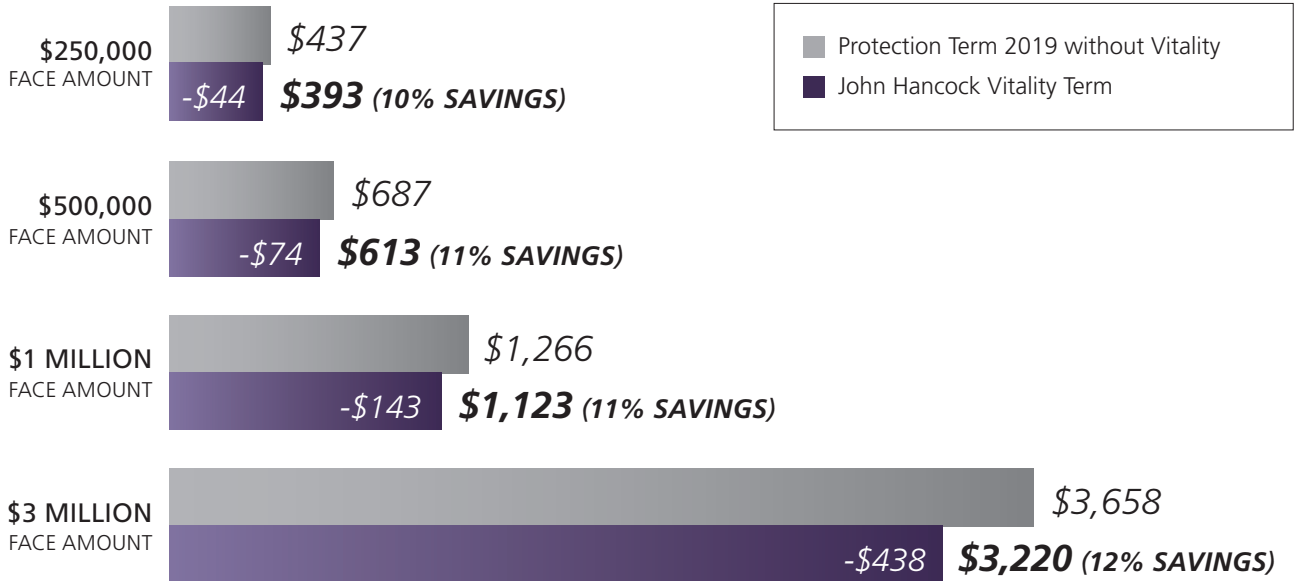 $250,000
FACE AMOUNT
$437
-$44 $393 (10% SAVINGS)
Protection Term 2019 without Vitality
John Hancock Vitality Term
$500,000
FACE AMOUNT
$687
-$74 $613 (11% SAVINGS)
$1 MILLION
FACE AMOUNT
$1,266
-$143 $1,123 (11% SAVINGS)
$3 MILLION
FACE AMOUNT
$3,658
-$438 $3,220 (12% SAVINGS)